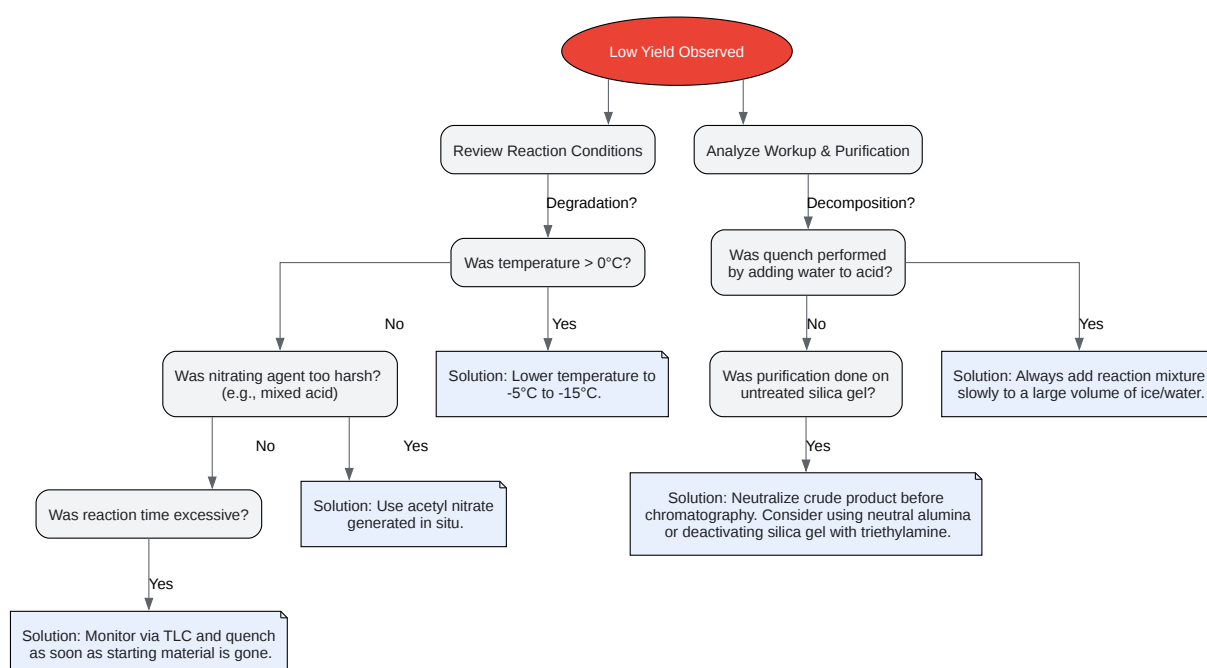 Low Yield Observed
Review Reaction Conditions
Analyze Workup & Purification
Degradation?
Decomposition?
Was temperature > 0°C?
Was quench performed
by adding water to acid?
No
Yes
No
Yes
Was nitrating agent too harsh?
(e.g., mixed acid)
Solution: Lower temperature to
-5°C to -15°C.
Was purification done on
untreated silica gel?
Solution: Always add reaction mixture
slowly to a large volume of ice/water.
No
Yes
Yes
Was reaction time excessive?
Solution: Use acetyl nitrate
generated in situ.
Solution: Neutralize crude product before
chromatography. Consider using neutral alumina
or deactivating silica gel with triethylamine.
Yes
Solution: Monitor via TLC and quench
as soon as starting material is gone.